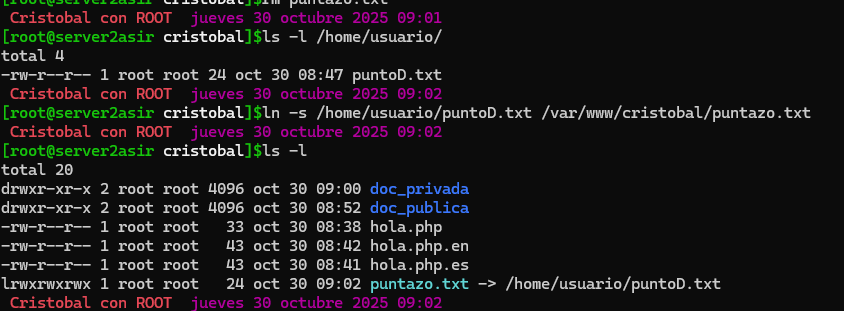 [root@server2asir cristobal]$rm puntazo.txt
Cristobal con ROOT  jueves 30 octubre 2025 09:01
[root@server2asir cristobal]$ls -l /home/usuario/
total 4
-rw-r--r-- 1 root root 24 oct 30 08:47 puntoD.txt
Cristobal con ROOT  jueves 30 octubre 2025 09:02
[root@server2asir cristobal]$ln -s /home/usuario/puntoD.txt /var/www/cristobal/puntazo.txt
Cristobal con ROOT  jueves 30 octubre 2025 09:02
[root@server2asir cristobal]$ls -l
total 20
drwxr-xr-x 2 root root 4096 oct 30 09:00 doc_privada
drwxr-xr-x 2 root root 4096 oct 30 08:52 doc_publica
-rw-r--r-- 1 root root   33 oct 30 08:38 hola.php
-rw-r--r-- 1 root root   43 oct 30 08:42 hola.php.en
-rw-r--r-- 1 root root   43 oct 30 08:41 hola.php.es
lrwxrwxrwx 1 root root   24 oct 30 09:02 puntazo.txt -> /home/usuario/puntoD.txt
Cristobal con ROOT  jueves 30 octubre 2025 09:02